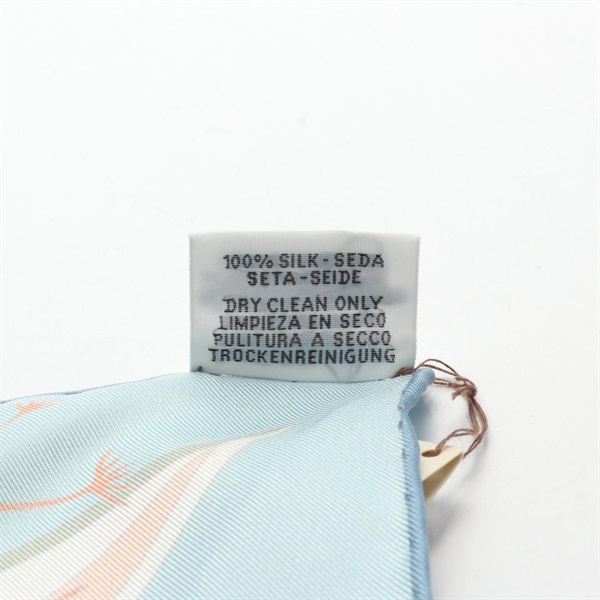 100% SILK - SEDA
SETA - SEIDE
DRY CLEAN ONLY
LIMPIEZA EN SECO
PULITURA A SECCO
TROCKENREINIGUNG